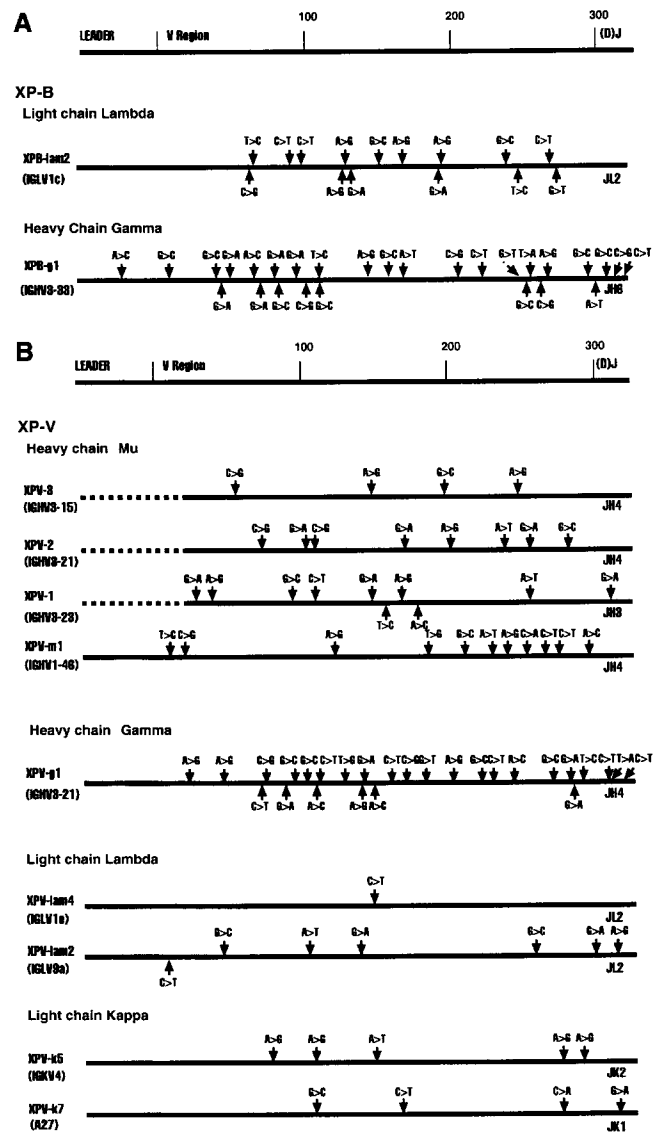 A
100 200 300
LEADER V Region (D)J
XP-B
Light chain Lambda
T>C C>T C>T A>G G>C A>G A>G G>C C>T
XPB-lam2
(IGLV1c) JL2
C>G A>G G>A G>A T>C G>T
Heavy Chain Gamma
A>C G>C G>C G>A A>C G>A G>A T>C A>G G>C A>T C>G C>T G>T T>A A>G G>C G>C C>G C>T
XPB-g1
(IGHV3-33) JH6
G>A G>A G>C C>G G>C G>C C>G A>T
B
100 200 300
LEADER V Region (D)J
XP-V
Heavy chain Mu
C>G A>G G>C A>G
XPV-3
(IGHV3-15) JH4
C>G G>A C>G G>A A>G A>T G>A G>C
XPV-2
(IGHV3-21) JH4
G>A A>G G>C C>T G>A A>G A>T G>A
XPV-1
(IGHV3-23) JH3
T>C A>C
T>C C>G A>G T>G G>C A>T A>G C>A C>T C>T A>C
XPV-m1
(IGHV1-46) JH4
Heavy chain Gamma
A>G A>G C>G G>C G>C C>T T>G G>A C>T C>G G>T A>G G>C C>T A>C G>C G>A T>C C>T T>A C>T
XPV-g1
(IGHV3-21) JH4
C>T G>A A>C A>G A>C G>A
Light chain Lambda
C>T
XPV-lam4
(IGLV1e) JL2
G>C A>T G>A G>C G>A A>G
XPV-lam2
(IGLV9a) JL2
C>T
Light chain Kappa
A>G A>G A>T A>G A>G
XPV-k5
(IGKV4) JK2
G>C C>T C>A G>A
XPV-k7
(A27) JK1